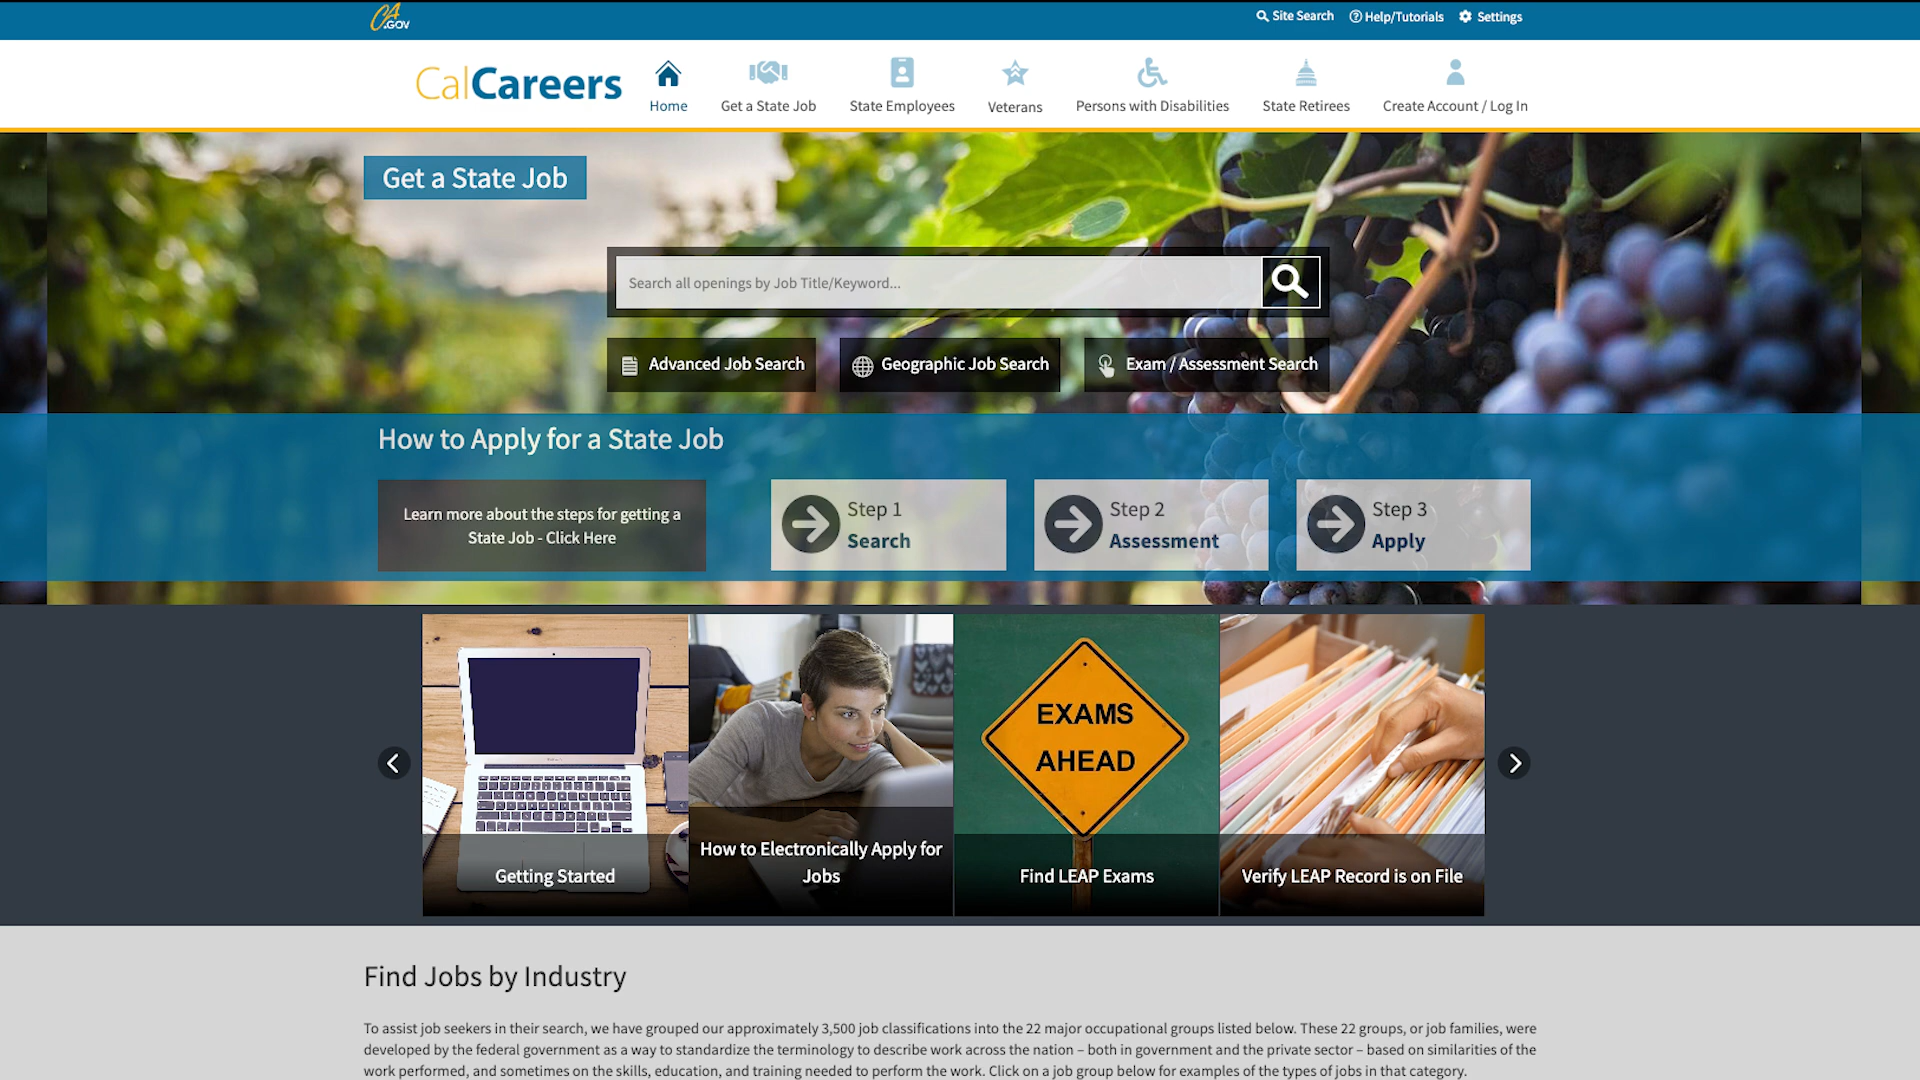 CA.GOV
Site Search
Help/Tutorials
Settings
CalCareers
Home
Get a State Job
State Employees
Veterans
Persons with Disabilities
State Retirees
Create Account / Log In
Get a State Job
Search all openings by Job Title/Keyword...
Advanced Job Search
Geographic Job Search
Exam / Assessment Search
How to Apply for a State Job
Learn more about the steps for getting a
State Job - Click Here
Step 1
Search
Step 2
Assessment
Step 3
Apply
EXAMS
AHEAD
Getting Started
How to Electronically Apply for
Jobs
Find LEAP Exams
Verify LEAP Record is on File
Find Jobs by Industry
To assist job seekers in their search, we have grouped our approximately 3,500 job classifications into the 22 major occupational groups listed below. These 22 groups, or job families, were
developed by the federal government as a way to standardize the terminology to describe work across the nation – both in government and the private sector – based on similarities of the
work performed, and sometimes on the skills, education, and training needed to perform the work. Click on a job group below for examples of the types of jobs in that category.